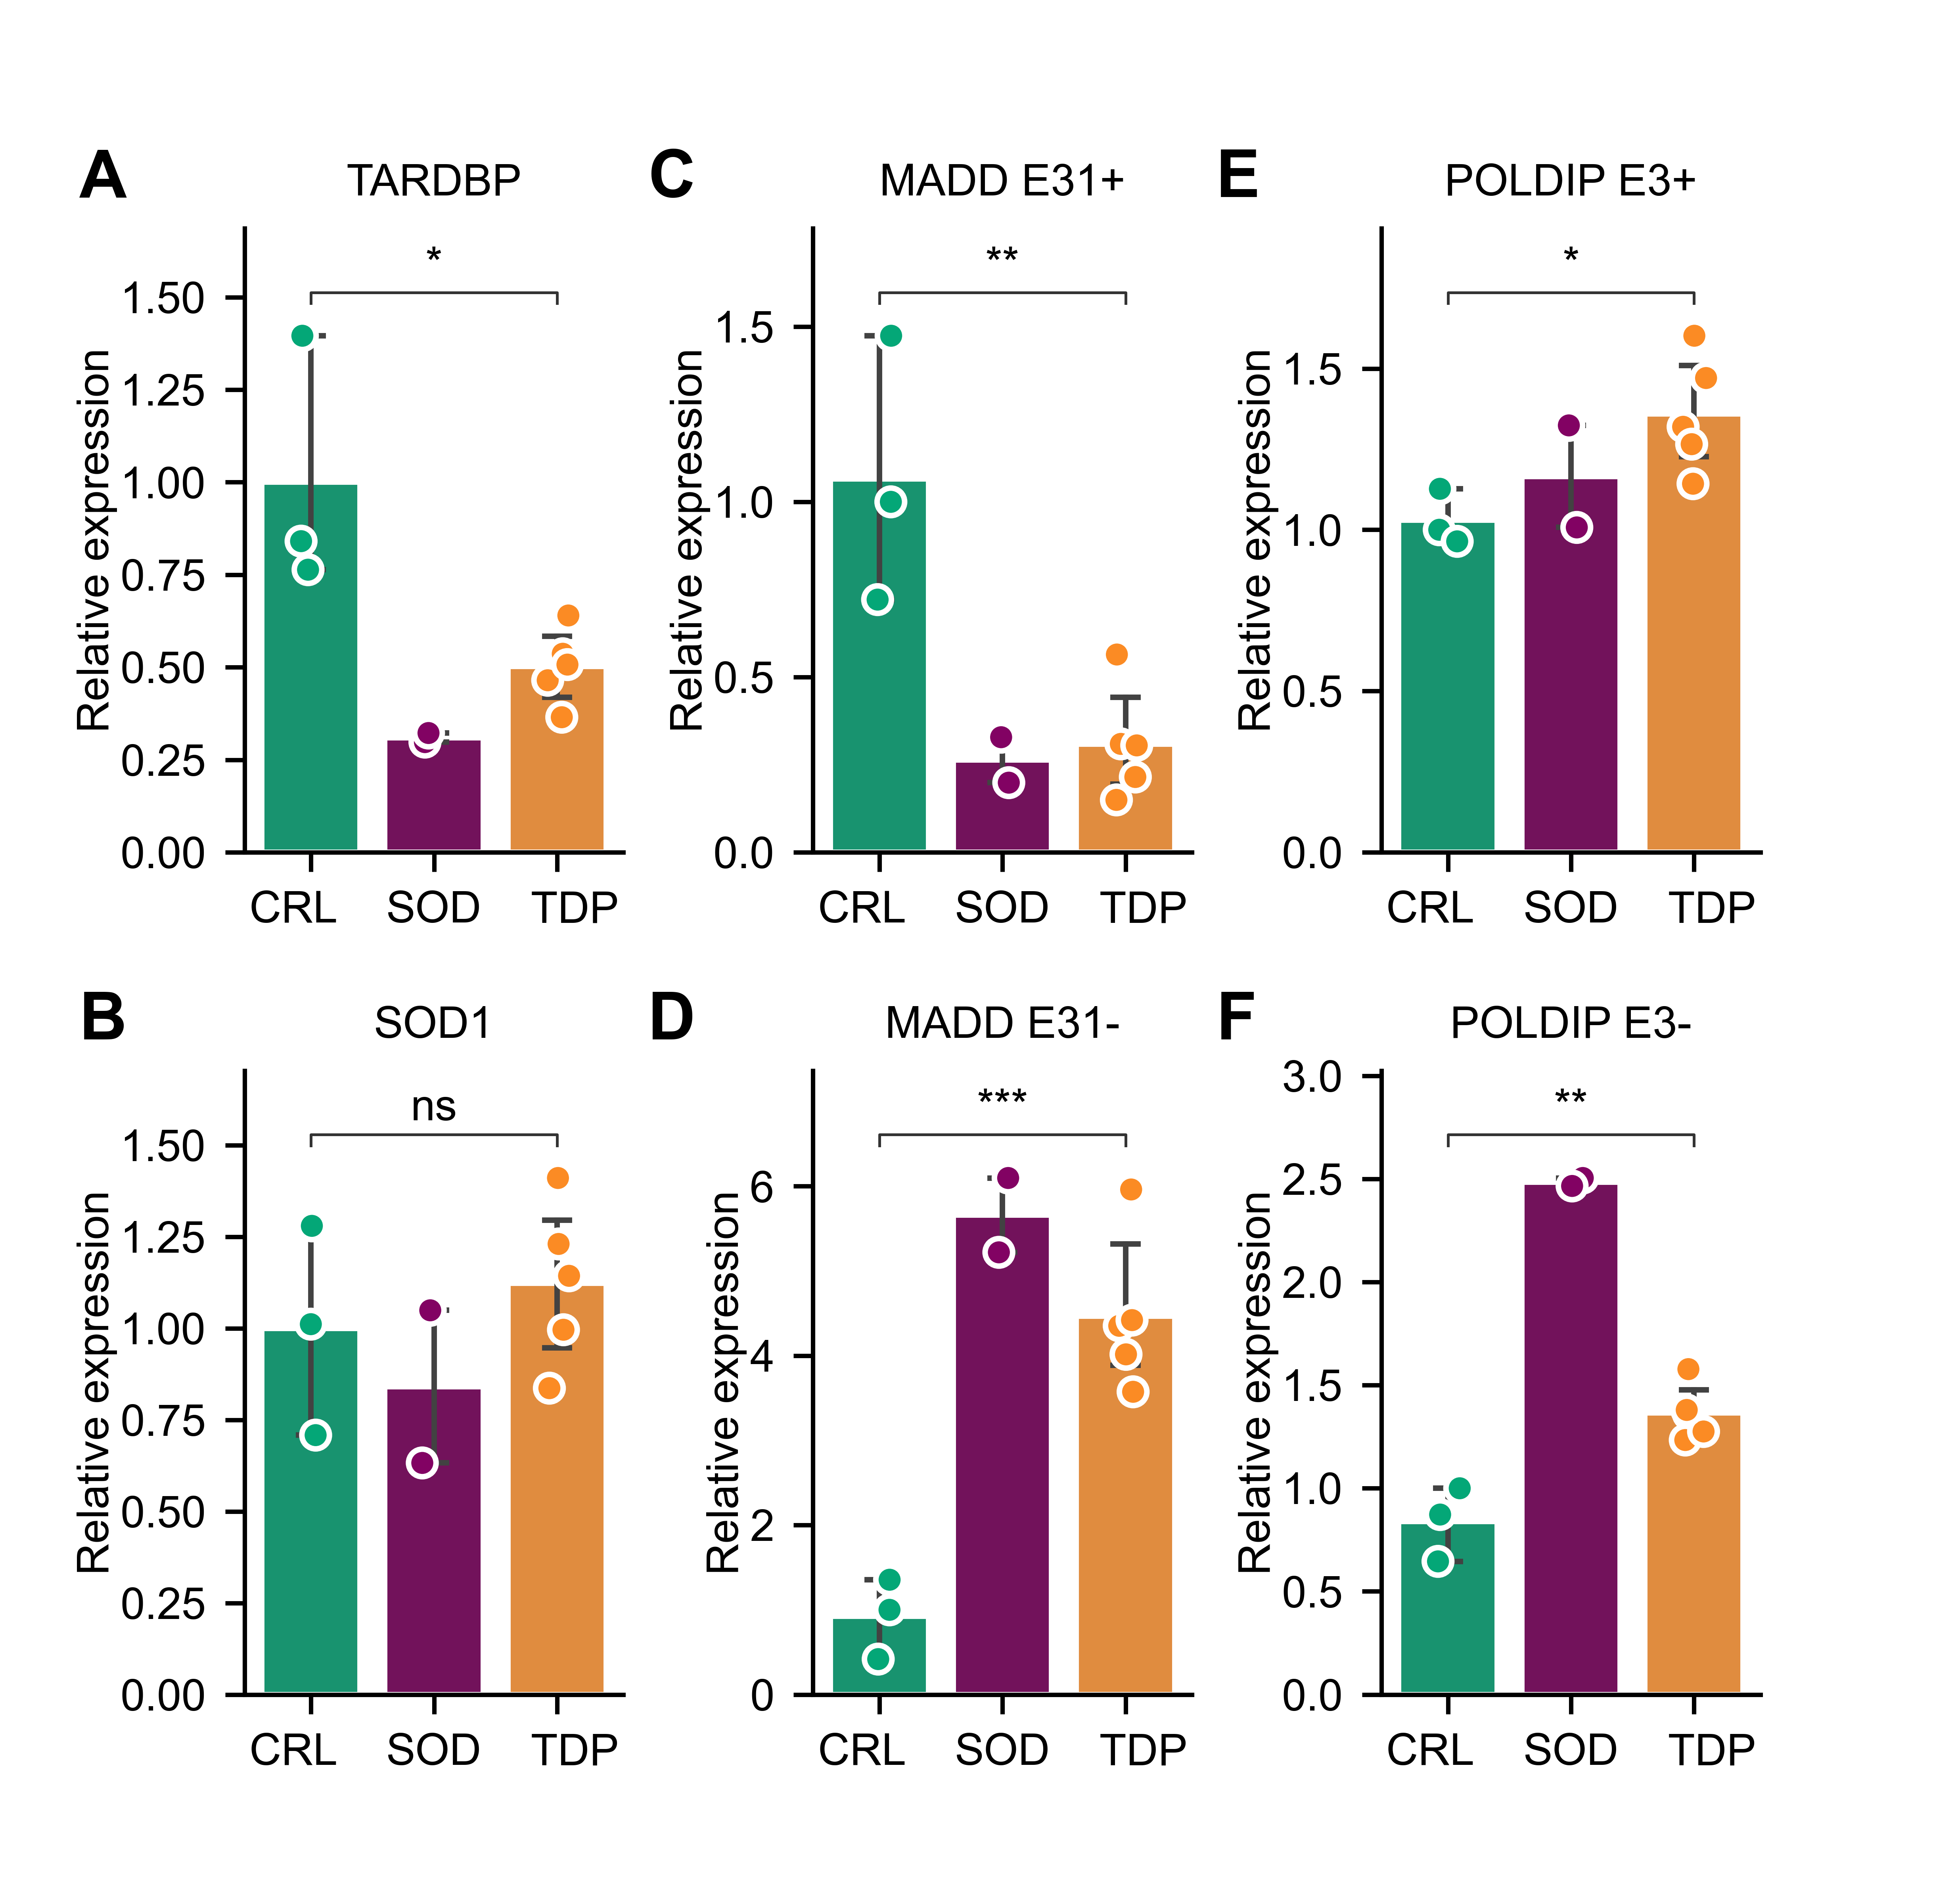 A
TARDBP
*
Relative expression
1.50
1.25
1.00
0.75
0.50
0.25
0.00
CRL SOD TDP
C
MADD E31+
**
Relative expression
1.5
1.0
0.5
0.0
CRL SOD TDP
E
POLDIP E3+
*
Relative expression
1.5
1.0
0.5
0.0
CRL SOD TDP
B
SOD1
ns
Relative expression
1.50
1.25
1.00
0.75
0.50
0.25
0.00
CRL SOD TDP
D
MADD E31-
***
Relative expression
6
4
2
0
CRL SOD TDP
F
POLDIP E3-
**
Relative expression
3.0
2.5
2.0
1.5
1.0
0.5
0.0
CRL SOD TDP